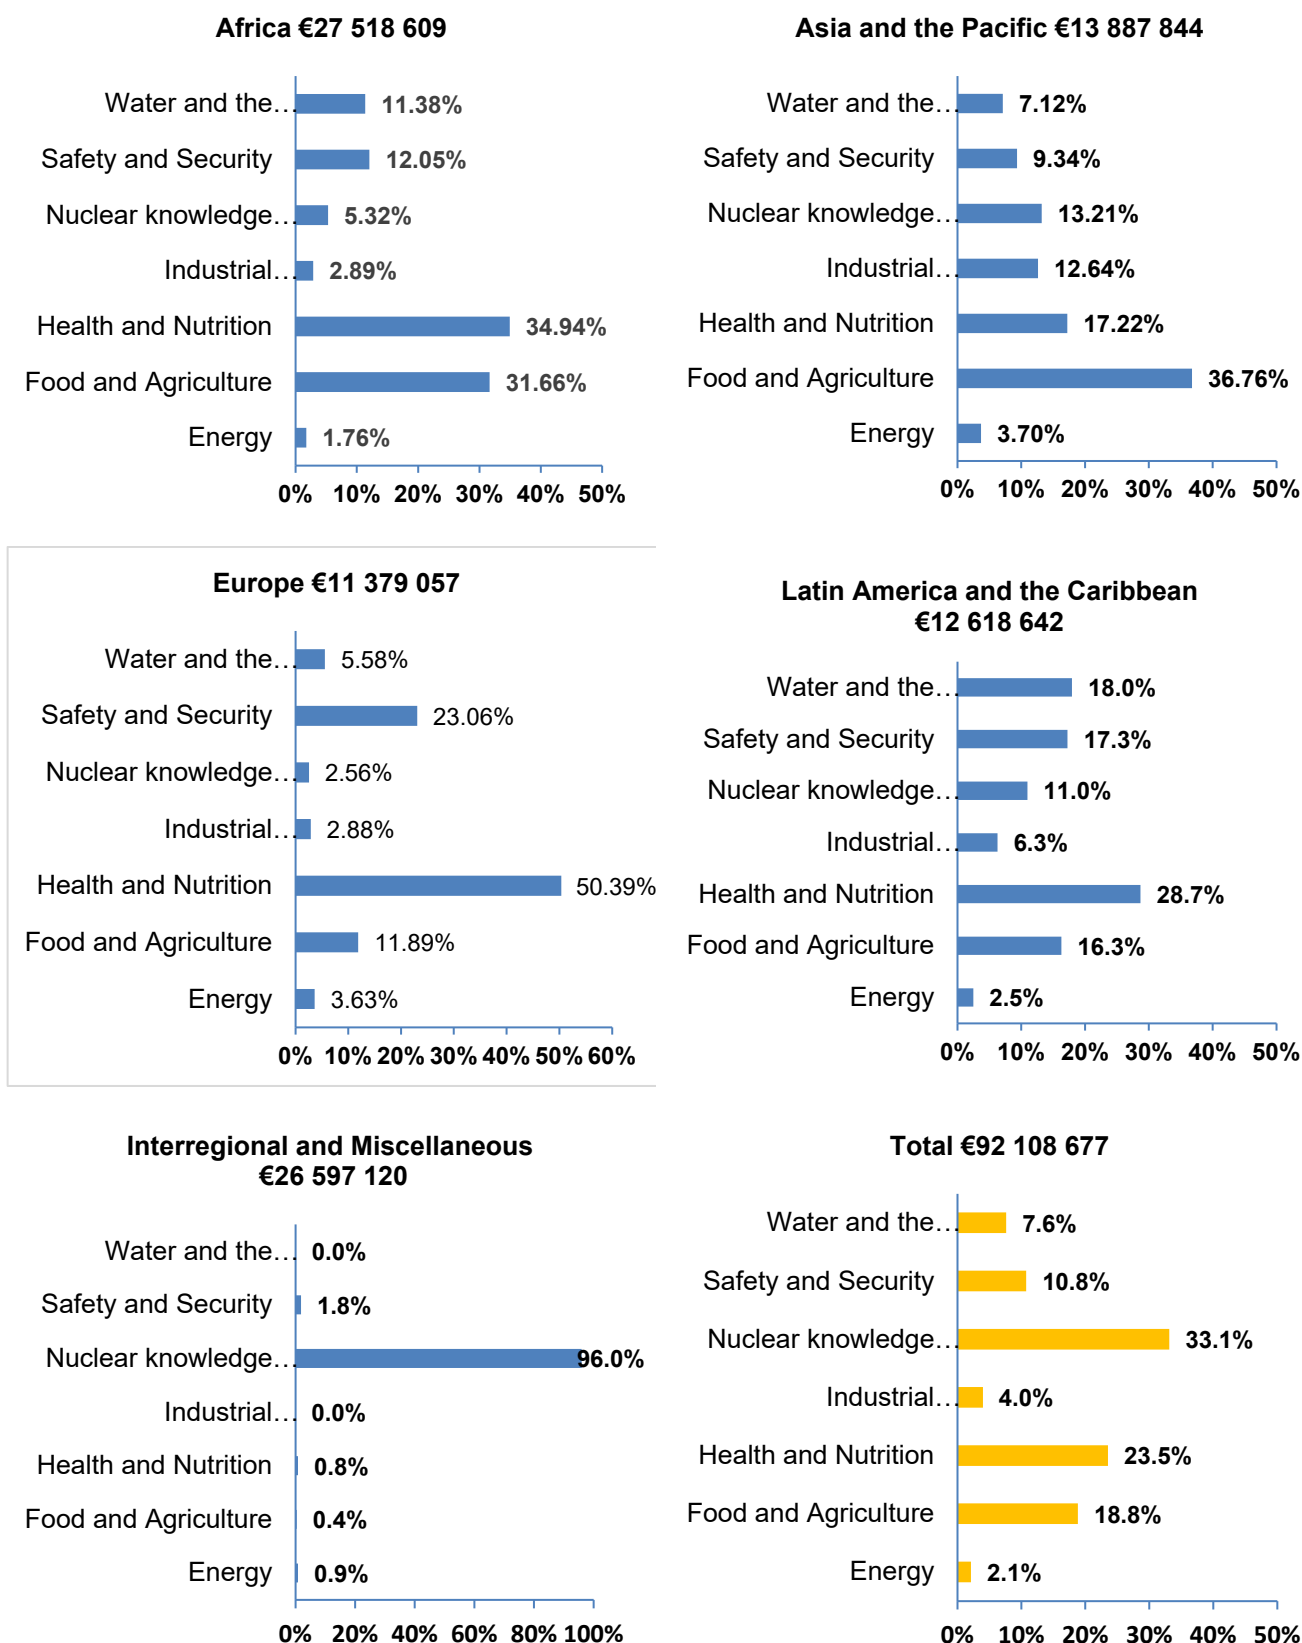 Africa €27 518 609
Water and the…
11.38%
Safety and Security
12.05%
Nuclear knowledge…
5.32%
Industrial…
2.89%
Health and Nutrition
34.94%
Food and Agriculture
31.66%
Energy
1.76%
0% 10% 20% 30% 40% 50%
Asia and the Pacific €13 887 844
Water and the…
7.12%
Safety and Security
9.34%
Nuclear knowledge…
13.21%
Industrial…
12.64%
Health and Nutrition
17.22%
Food and Agriculture
36.76%
Energy
3.70%
0% 10% 20% 30% 40% 50%
Europe €11 379 057
Water and the…
5.58%
Safety and Security
23.06%
Nuclear knowledge…
2.56%
Industrial…
2.88%
Health and Nutrition
50.39%
Food and Agriculture
11.89%
Energy
3.63%
0% 10% 20% 30% 40% 50% 60%
Latin America and the Caribbean
€12 618 642
Water and the…
18.0%
Safety and Security
17.3%
Nuclear knowledge…
11.0%
Industrial…
6.3%
Health and Nutrition
28.7%
Food and Agriculture
16.3%
Energy
2.5%
0% 10% 20% 30% 40% 50%
Interregional and Miscellaneous
€26 597 120
Water and the…
0.0%
Safety and Security
1.8%
Nuclear knowledge…
96.0%
Industrial…
0.0%
Health and Nutrition
0.8%
Food and Agriculture
0.4%
Energy
0.9%
0% 20% 40% 60% 80% 100%
Total €92 108 677
Water and the…
7.6%
Safety and Security
10.8%
Nuclear knowledge…
33.1%
Industrial…
4.0%
Health and Nutrition
23.5%
Food and Agriculture
18.8%
Energy
2.1%
0% 10% 20% 30% 40% 50%